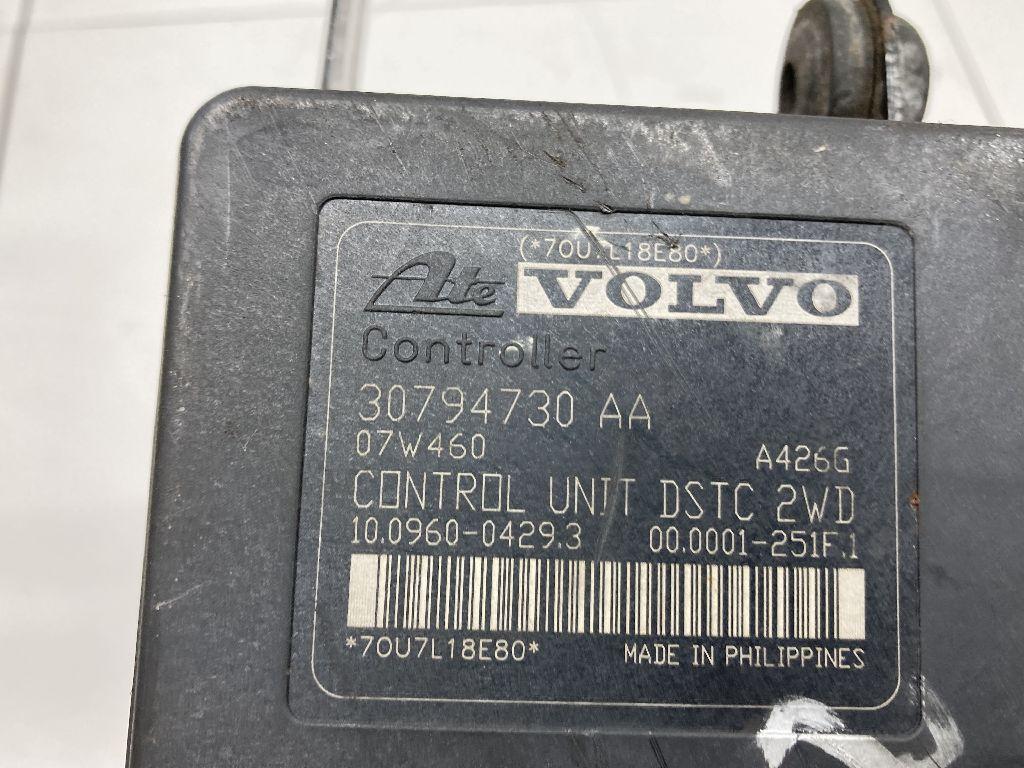 (*70U7L18E80*)
Ate VOLVO
Controller
30794730 AA
07W460 A426G
CONTROL UNIT DSTC 2WD
10.0960-0429.3 00.0001-251F.1
*70U7L18E80* MADE IN PHILIPPINES